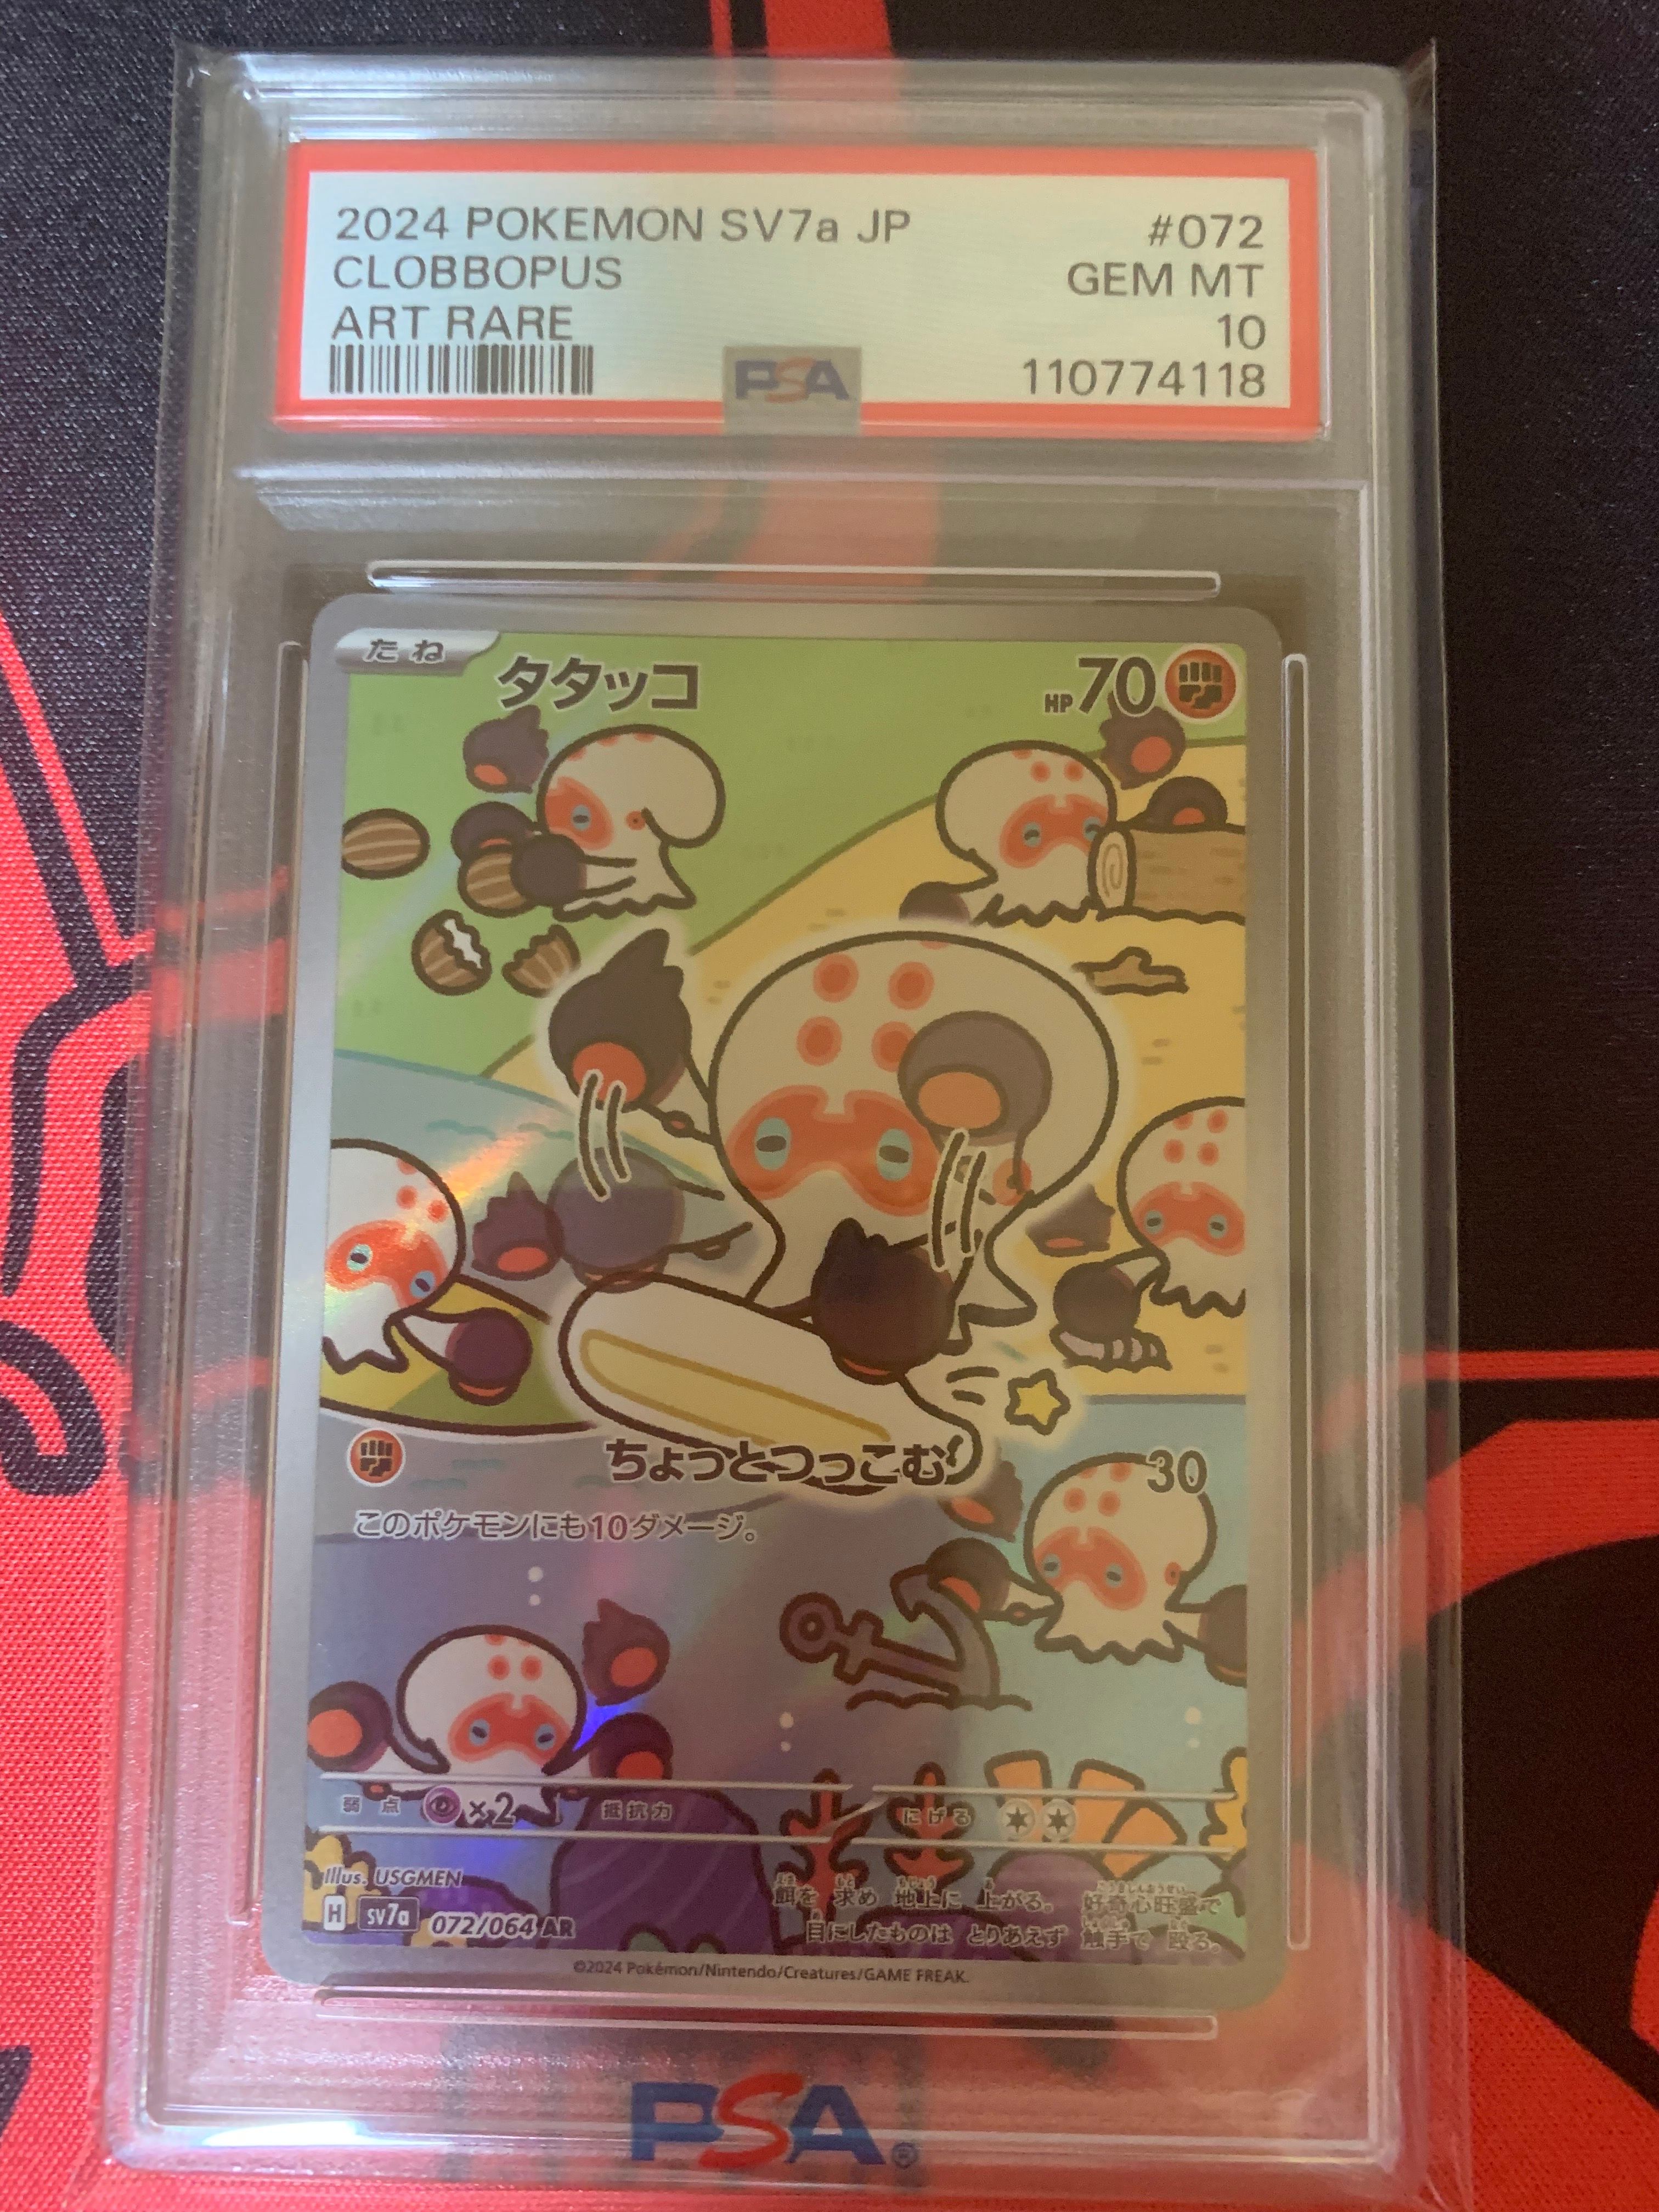 2024 POKEMON SV7a JP #072
CLOBBOPUS GEM MT
ART RARE 10
PSA 110774118
たね タタッコ HP 70
ちょっとつっこむ 30
このポケモンにも10ダメージ。
弱点 ×2 抵抗力 にげる
Illus. USGMEN
餌を 求め 地上に 上がる。 好奇心旺盛で
目にしたものは とりあえず 触手で 殴る。
H sv7a 072/064 AR
©2024 Pokémon/Nintendo/Creatures/GAME FREAK.
PSA®